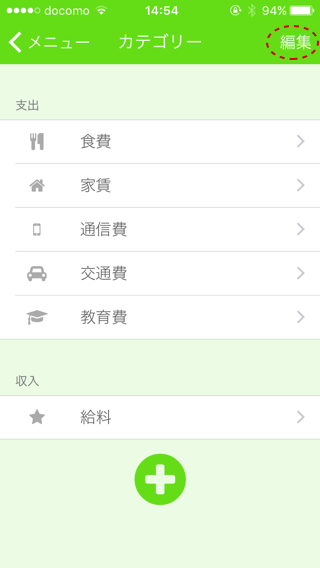 docomo 14:54 94%
メニュー カテゴリー 編集
支出
食費
家賃
通信費
交通費
教育費
収入
給料